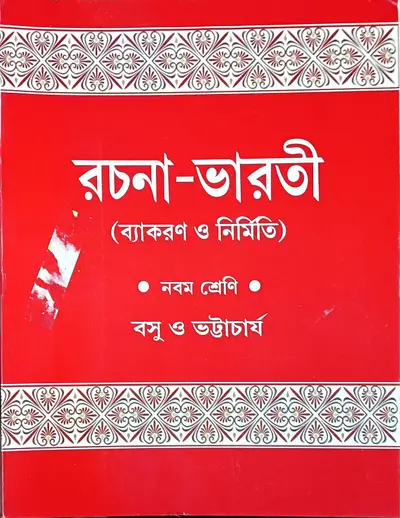 রচনা-ভারতী
(ব্যাকরণ ও নির্মিতি)
• নবম শ্রেণি •
বসু ও ভট্টাচার্য